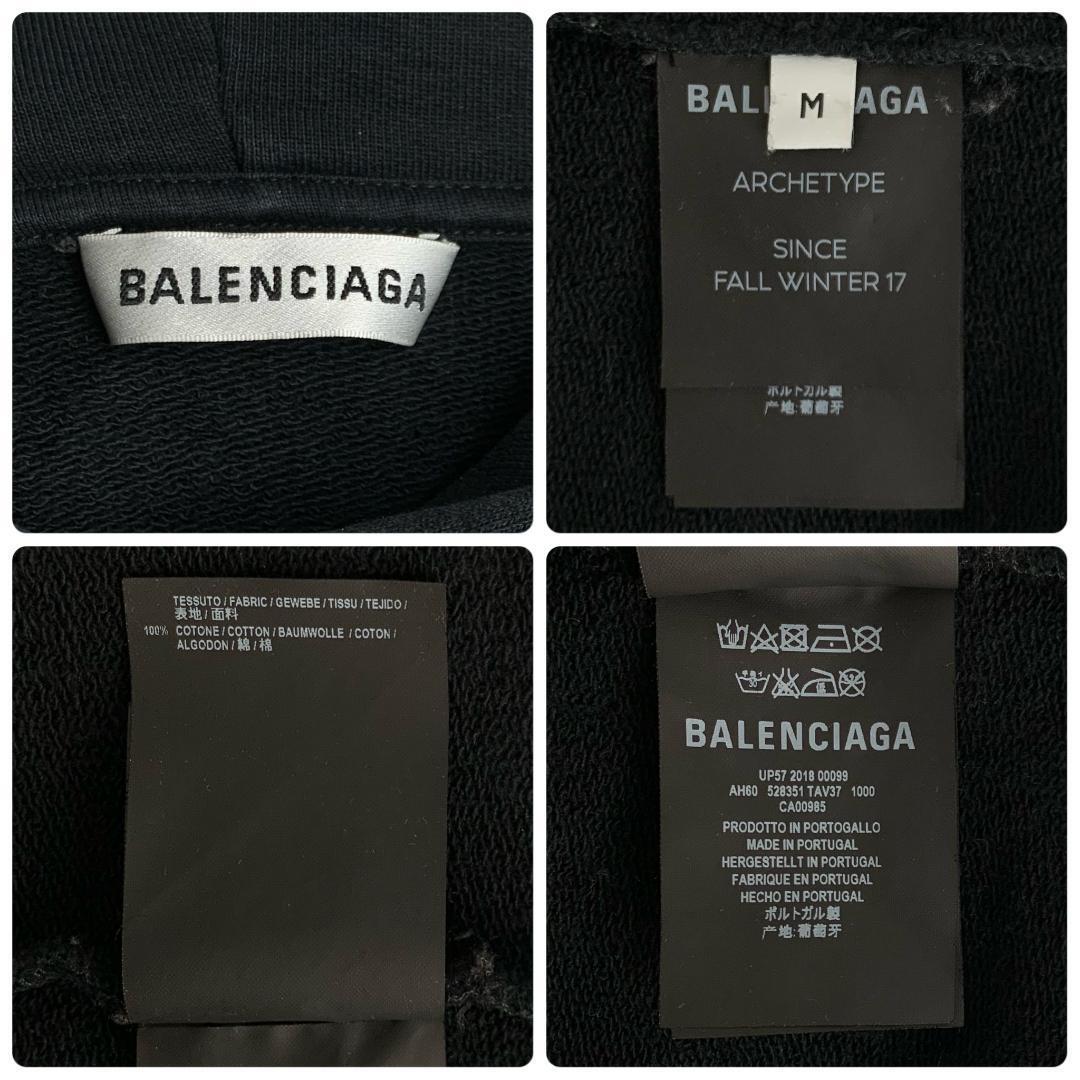 BALENCIAGA
BAL AGA
M
ARCHETYPE
SINCE
FALL WINTER 17
ポルトガル製
产地:葡萄牙
TESSUTO / FABRIC / GEWEBE / TISSU / TEJIDO /
表地 / 面料
100% COTONE / COTTON / BAUMWOLLE / COTON /
ALGODON / 綿 / 棉
30 低
BALENCIAGA
UP57 2018 00099
AH60 528351 TAV37 1000
CA00985
PRODOTTO IN PORTOGALLO
MADE IN PORTUGAL
HERGESTELLT IN PORTUGAL
FABRIQUE EN PORTUGAL
HECHO EN PORTUGAL
ポルトガル製
产地:葡萄牙